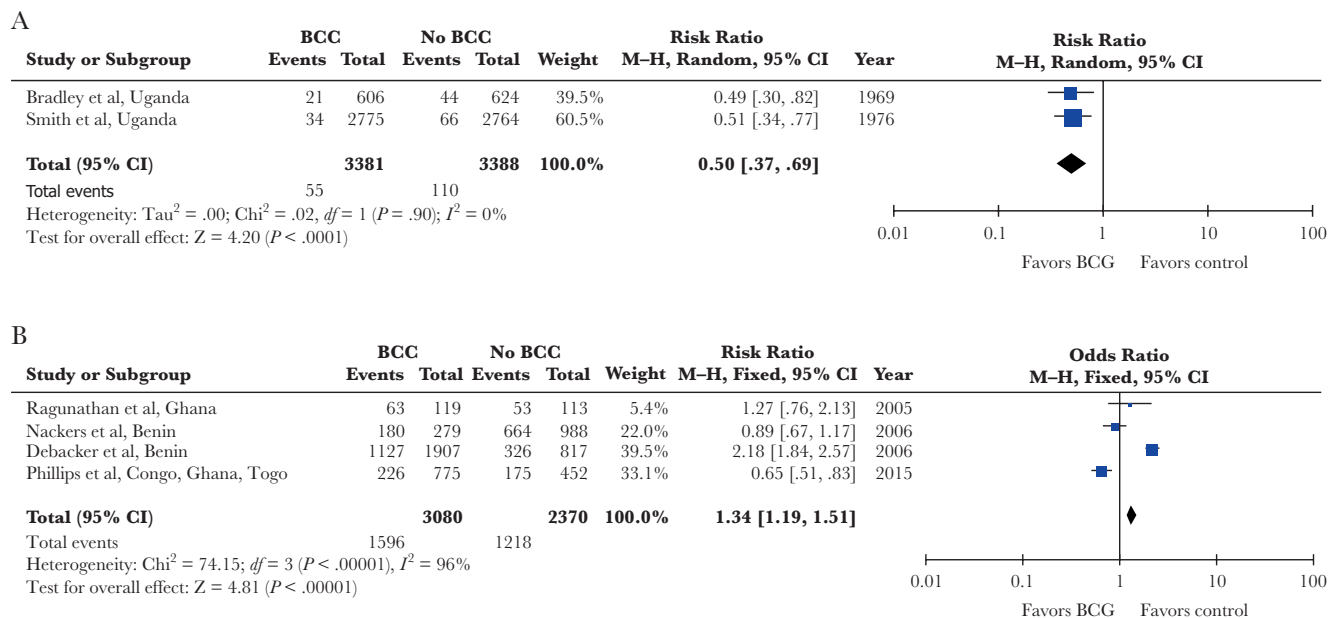 A
BCC No BCC Risk Ratio Risk Ratio
Study or Subgroup Events Total Events Total Weight M–H, Random, 95% CI Year M–H, Random, 95% CI
Bradley et al, Uganda 21 606 44 624 39.5% 0.49 [.30, .82] 1969
Smith et al, Uganda 34 2775 66 2764 60.5% 0.51 [.34, .77] 1976
Total (95% CI) 3381 3388 100.0% 0.50 [.37, .69]
Total events 55 110
Heterogeneity: Tau² = .00; Chi² = .02, df = 1 (P = .90); I² = 0%
Test for overall effect: Z = 4.20 (P < .0001)
0.01 0.1 1 10 100
Favors BCG Favors control
B
BCC No BCC Risk Ratio Odds Ratio
Study or Subgroup Events Total Events Total Weight M–H, Fixed, 95% CI Year M–H, Fixed, 95% CI
Ragunathan et al, Ghana 63 119 53 113 5.4% 1.27 [.76, 2.13] 2005
Nackers et al, Benin 180 279 664 988 22.0% 0.89 [.67, 1.17] 2006
Debacker et al, Benin 1127 1907 326 817 39.5% 2.18 [1.84, 2.57] 2006
Phillips et al, Congo, Ghana, Togo 226 775 175 452 33.1% 0.65 [.51, .83] 2015
Total (95% CI) 3080 2370 100.0% 1.34 [1.19, 1.51]
Total events 1596 1218
Heterogeneity: Chi² = 74.15; df = 3 (P < .00001), I² = 96%
Test for overall effect: Z = 4.81 (P < .00001)
0.01 0.1 1 10 100
Favors BCG Favors control